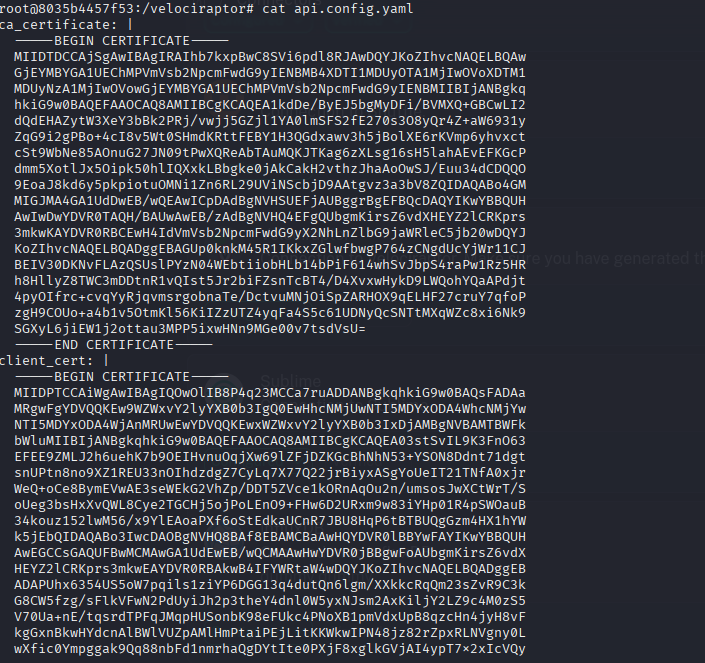 root@8035b4457f53:/velociraptor# cat api.config.yaml
ca_certificate: |
-----BEGIN CERTIFICATE-----
MIIDTDCCAjSgAwIBAgIRAIhb7kxpBwC8SVi6pdl8RJAwDQYJKoZIhvcNAQELBQAw
GjEYMBYGA1UEChMPVmVsb2NpcmFwdG9yIENBMB4XDTI1MDUyOTA1MjIwOVoXDTM1
MDUyNzA1MjIwOVowGjEYMBYGA1UEChMPVmVsb2NpcmFwdG9yIENBMIIBIjANBgkq
hkiG9w0BAQEFAAOCAQ8AMIIBCgKCAQEA1kdDe/ByEJ5bgMyDFi/BVMXQ+GBCwLI2
dQdEHAZytW3XeY3bBk2PRj/vwjj5GZjl1YA0lmSFS2fE270s3O8yQr4Z+aW6931y
ZqG9i2gPBo+4cI8v5Wt0SHmdKRttFEBY1H3QGdxawv3h5jBolXE6rKVmp6yhvxct
cSt9WbNe85AOnuG27JN09tPwXQReAbTAuMQKJTKag6zXLsg16sH5lahAEvEFKGcP
dmm5XotlJx5Oipk50hlIQXxkLBbgke0jAkCakH2vthzJhaAoOwSJ/Euu34dCDQQO
9EoaJ8kd6y5pkpiotuOMNi1Zn6RL29UViNScbjD9AAtgvz3a3bV8ZQIDAQABo4GM
MIGJMA4GA1UdDwEB/wQEAwICpDAdBgNVHSUEFjAUBggrBgEFBQcDAQYIKwYBBQUH
AwIwDwYDVR0TAQH/BAUwAwEB/zAdBgNVHQ4EFgQUbgmKirsZ6vdXHEYZ2lCRKprs
3mkwKAYDVR0RBCEwH4IdVmVsb2NpcmFwdG9yX2NhLnZlbG9jaWRleC5jb20wDQYJ
KoZIhvcNAQELBQADggEBAGUp0knkM45R1IKkxZGlwfbwgP764zCNgdUcYjWr11CJ
BEIV30DKNvFLAzQSUslPYzN04WEbtiiobHLb14bPiF614whSvJbpS4raPw1Rz5HR
h8HllyZ8TWC3mDDtnR1vQIst5Jr2biFZsnTcBT4/D4XvxwHykD9LWQohYQaAPdjt
4pyOIfrc+cvqYyRjqvmsrgobnaTe/DctvuMNjOiSpZARHOX9qELHF27cruY7qfoP
zgH9COUo+a4b1v5OtmKl56KiIZzUTZ4yqFa4S5c61UDNyQcSNTtMXqWZc8xi6Nk9
SGXyL6jiEW1j2ottau3MPP5ixwHNn9MGe00v7tsdVsU=
-----END CERTIFICATE-----
client_cert: |
-----BEGIN CERTIFICATE-----
MIIDPTCCAiWgAwIBAgIQOwOlIB8P4q23MCCa7ruADDANBgkqhkiG9w0BAQsFADAa
MRgwFgYDVQQKEw9WZWxvY2lyYXB0b3IgQ0EwHhcNMjUwNTI5MDYxODA4WhcNMjYw
NTI5MDYxODA4WjAnMRUwEwYDVQQKEwxWZWxvY2lyYXB0b3IxDjAMBgNVBAMTBWFk
bWluMIIBIjANBgkqhkiG9w0BAQEFAAOCAQ8AMIIBCgKCAQEA03stSvIL9K3FnO63
EFEE9ZMLJ2h6uehK7b9OEIHvnuOqjXw69lZFjDZKGcBhNhN53+YSON8Ddnt71dgt
snUPtn8no9XZ1REU33nOIhdzdgZ7CyLq7X77Q22jrBiyxASgYoUeIT21TNfA0xjr
WeQ+oCe8BymEVwAE3seWEkG2VhZp/DDT5ZVce1kORnAqOu2n/umsosJwXCtWrT/S
oUeg3bsHxXvQWL8Cye2TGCHj5ojPoLEnO9+FHw6D2URxm9w83iYHp01R4pSWOauB
34kouz152lwM56/x9YlEAoaPXf6oStEdkaUCnR7JBU8HqP6tBTBUQgGzm4HX1hYW
k5jEbQIDAQABo3IwcDAOBgNVHQ8BAf8EBAMCBaAwHQYDVR0lBBYwFAYIKwYBBQUH
AwEGCCsGAQUFBwMCMAwGA1UdEwEB/wQCMAAwHwYDVR0jBBgwFoAUbgmKirsZ6vdX
HEYZ2lCRKprs3mkwEAYDVR0RBAkwB4IFYWRtaW4wDQYJKoZIhvcNAQELBQADggEB
ADAPUhx6354US5oW7pqils1ziYP6DGG13q4dutQn6lgm/XXkkcRqQm23sZvR9C3k
G8CW5fzg/sFlkVFwN2PdUyiJh2p3theY4dnl0W5yxNJsm2AxKiljY2LZ9c4M0zS5
V70Ua+nE/tqsrdTPFqJMqpHUSonbK98eFUkc4PNoXB1pmVdxUpB8qzcHn4jyH8vF
kgGxnBkwHYdcnAlBWlVUZpAMlHmPtaiPEjLitKKWkwIPN48jz82rZpxRLNVgny0L
wXfic0Ympggak9Qq88nbFd1nmrhaQgDYtIte0PXjF8xglkGVjAI4ypT7×2xIcVQy